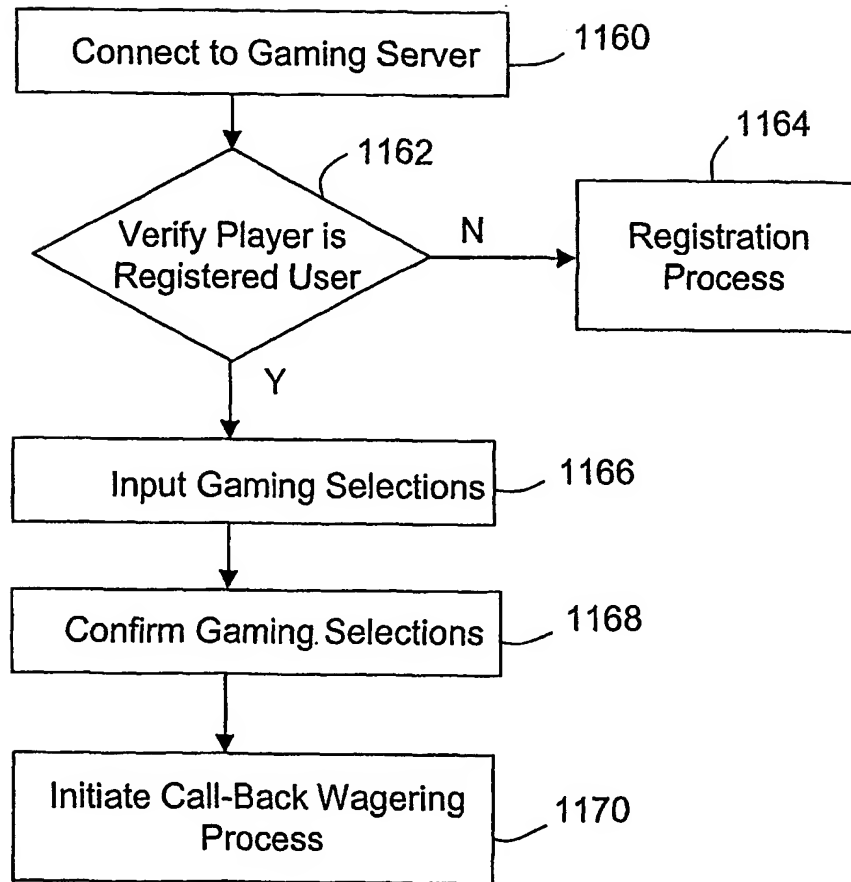 Connect to Gaming Server
1160
1162
1164
Verify Player is
Registered User
N
Registration
Process
Y
Input Gaming Selections
1166
Confirm Gaming Selections
1168
Initiate Call-Back Wagering
Process
1170